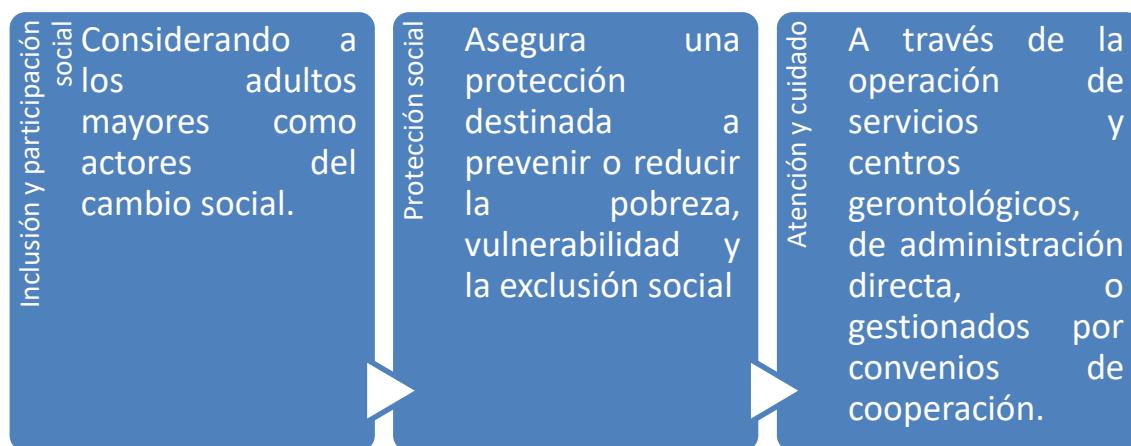 Inclusión y participación
social
Considerando a
los adultos
mayores como
actores del
cambio social.
Protección social
Asegura una
protección
destinada a
prevenir o reducir
la pobreza,
vulnerabilidad y
la exclusión social
Atención y cuidado
A través de la
operación de
servicios y
centros
gerontológicos,
de administración
directa, o
gestionados por
convenios de
cooperación.